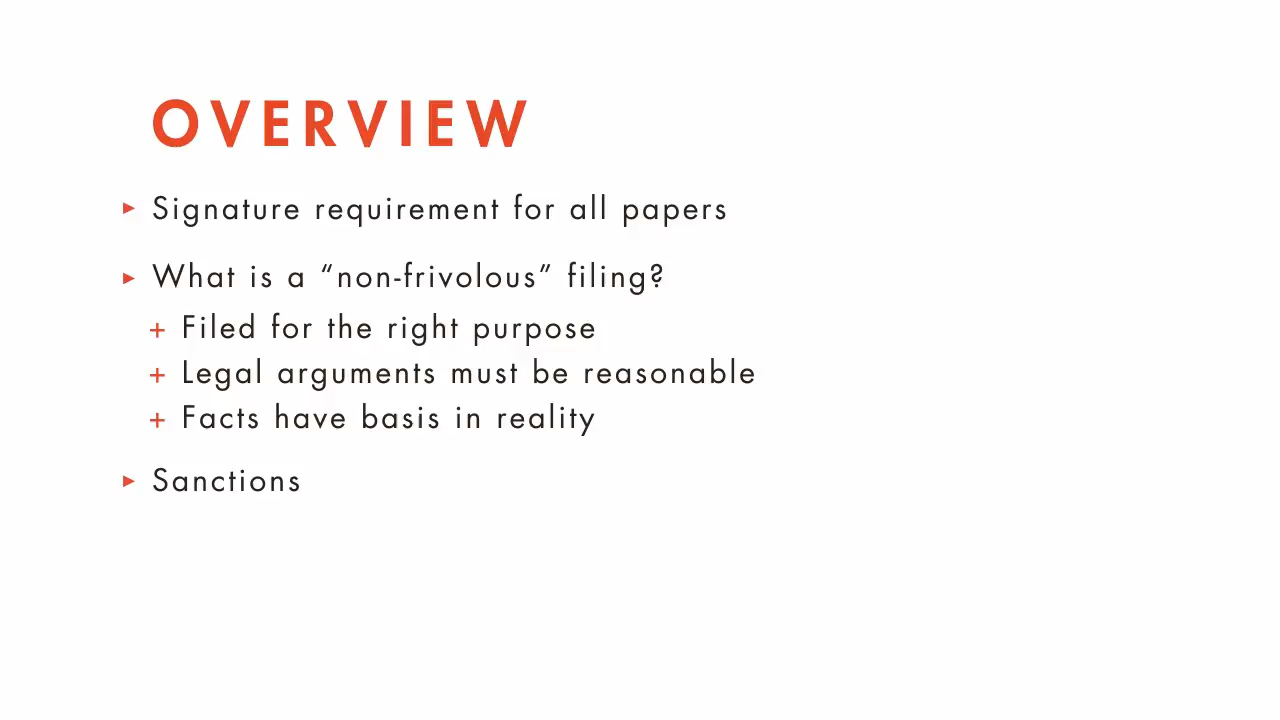 OVERVIEW
▸ Signature requirement for all papers
▸ What is a “non-frivolous” filing?
+ Filed for the right purpose
+ Legal arguments must be reasonable
+ Facts have basis in reality
▸ Sanctions